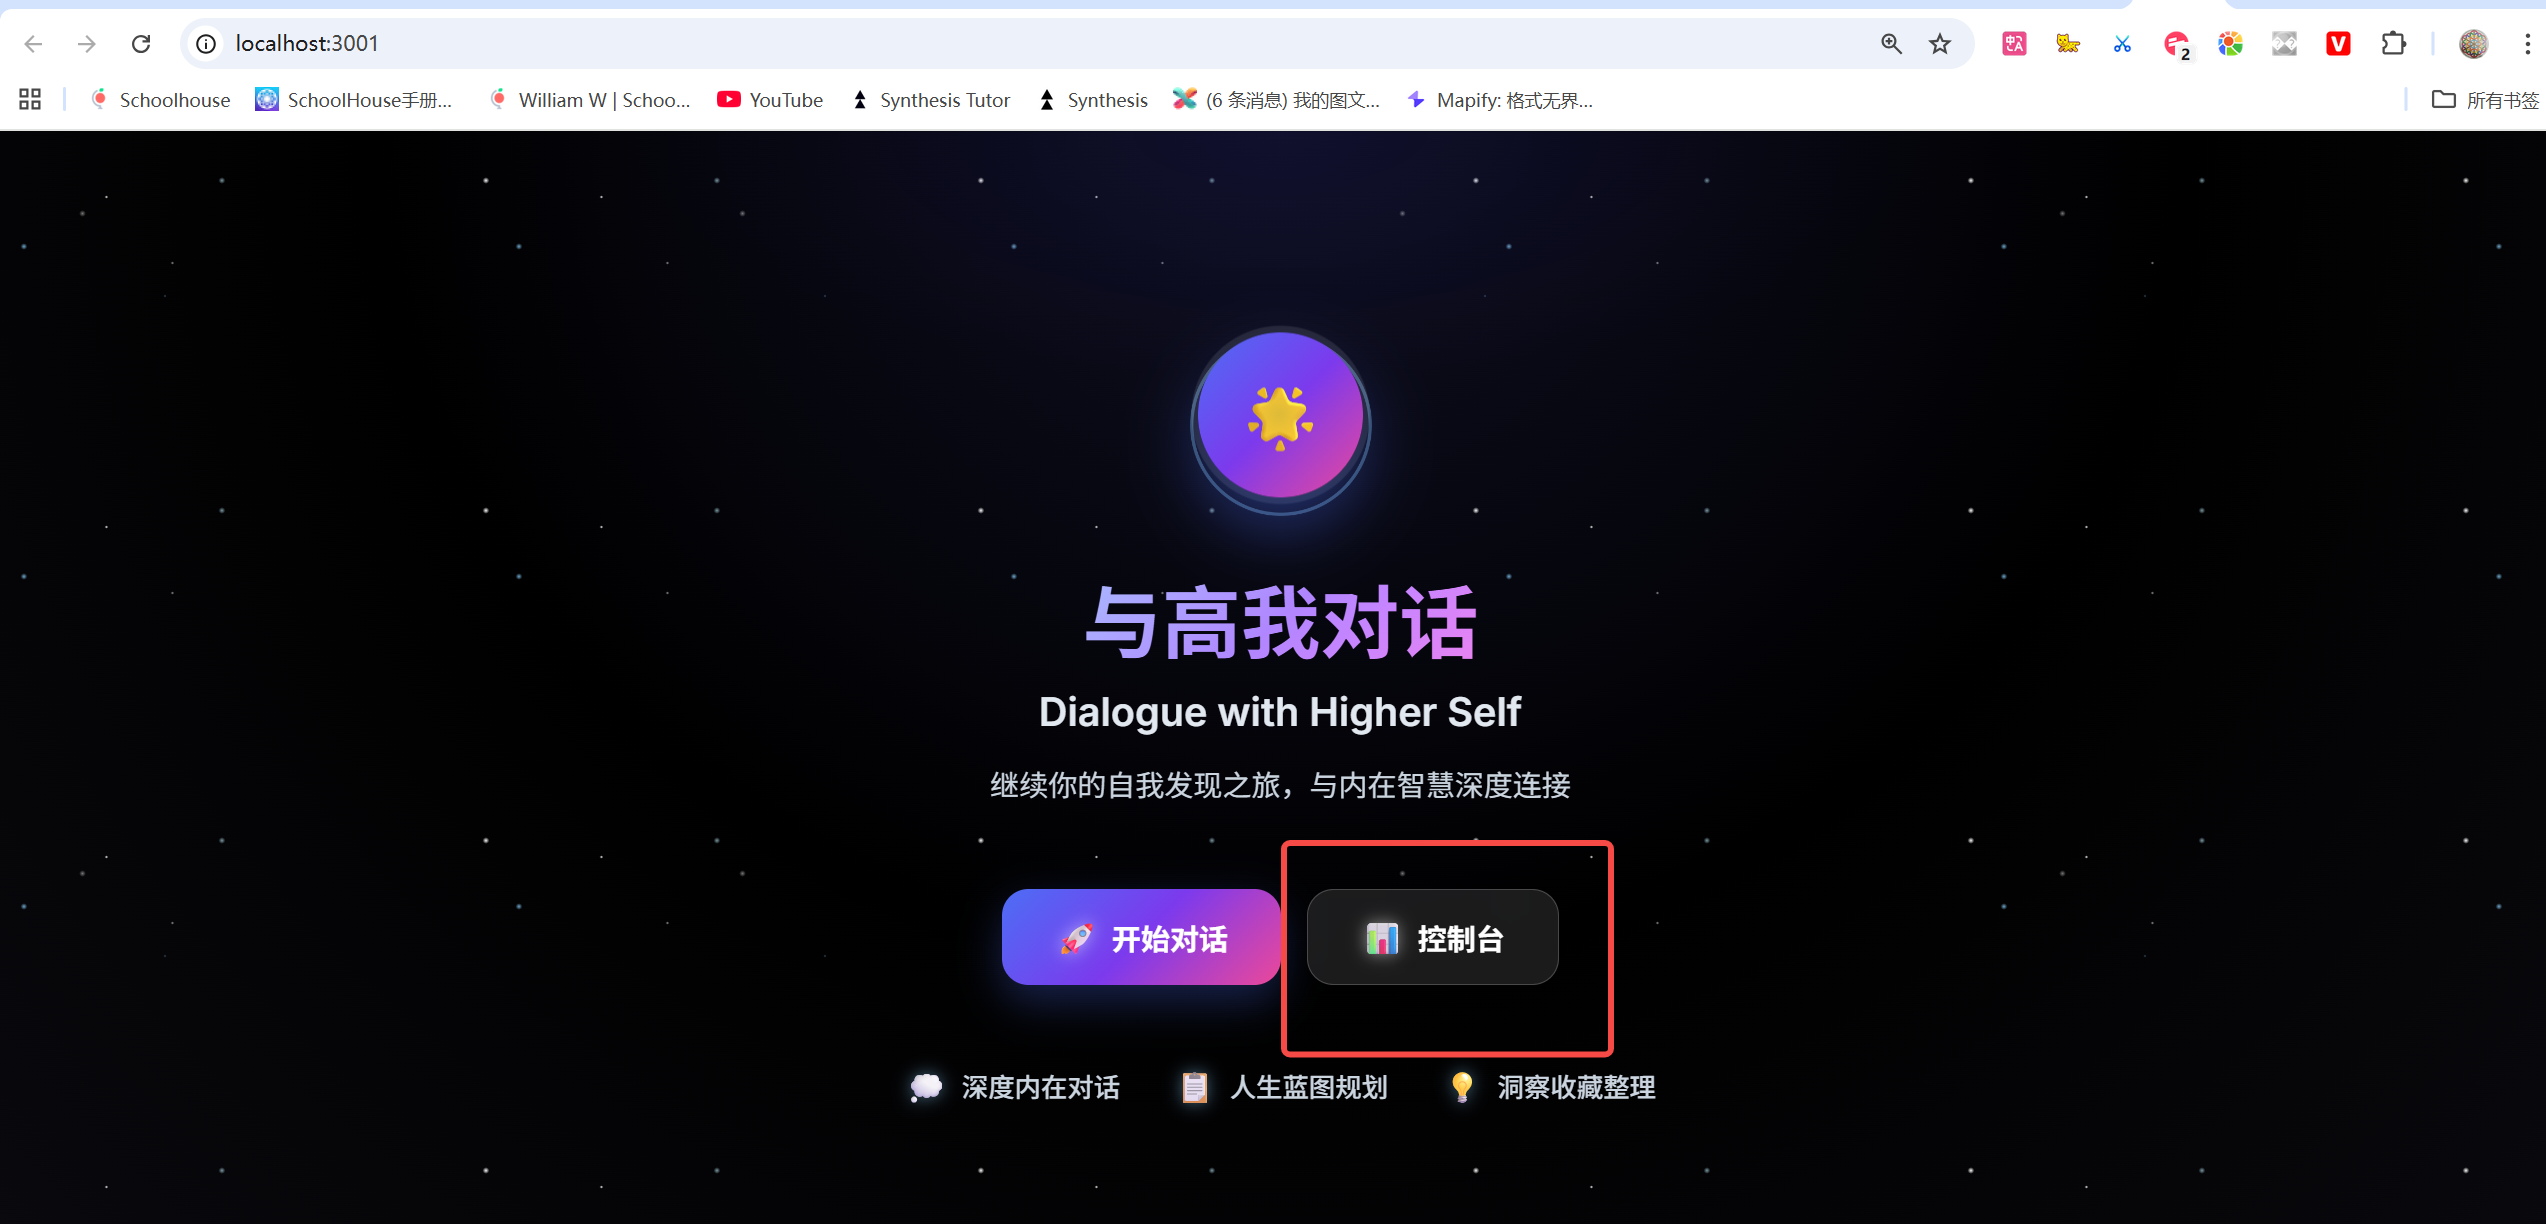 localhost:3001
2
Schoolhouse
SchoolHouse手册...
William W | Schoo...
YouTube
Synthesis Tutor
Synthesis
(6 条消息) 我的图文...
Mapify: 格式无界...
所有书签
与高我对话
Dialogue with Higher Self
继续你的自我发现之旅，与内在智慧深度连接
开始对话
控制台
深度内在对话
人生蓝图规划
洞察收藏整理